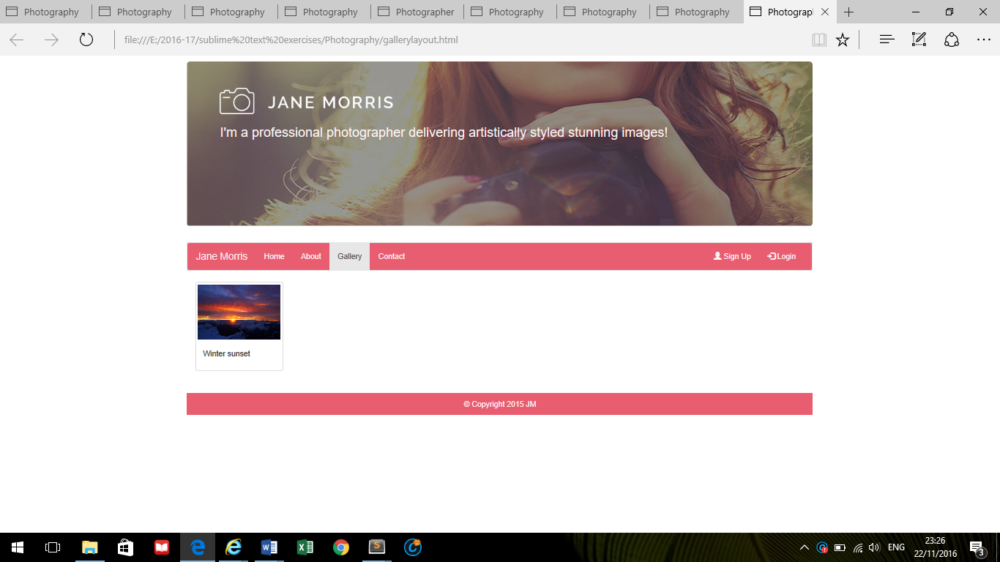 Photography
Photography
Photography
Photography
Photographer
Photography
Photography
Photography
Photograp
file:///E:/2016-17/sublime%20text%20exercises/Photography/gallerylayout.html
JANE MORRIS
I'm a professional photographer delivering artistically styled stunning images!
Jane Morris Home About Gallery Contact Sign Up Login
Winter sunset
© Copyright 2015 JM
ENG
23:26
22/11/2016
3